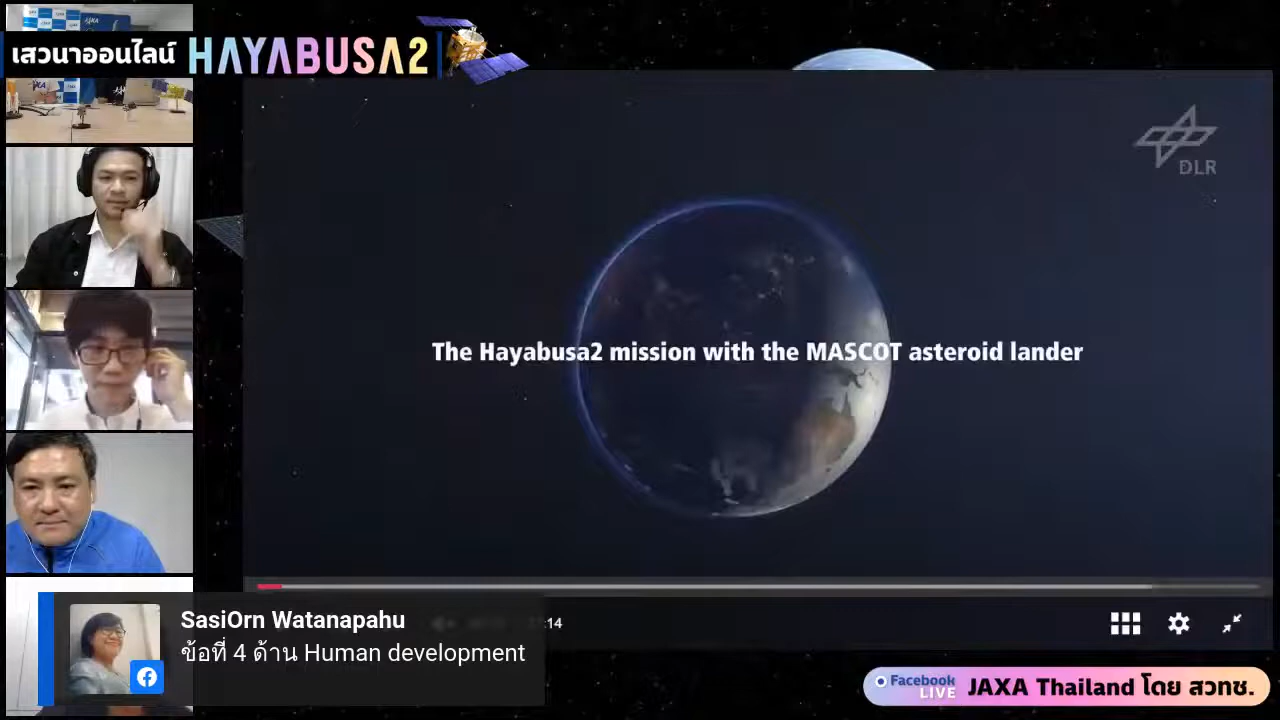 เสวนาออนไลน์ HAYABUSA2
DLR
The Hayabusa2 mission with the MASCOT asteroid lander
:14
SasiOrn Watanapahu
ข้อที่ 4 ด้าน Human development
Facebook LIVE
JAXA Thailand โดย สวทช.